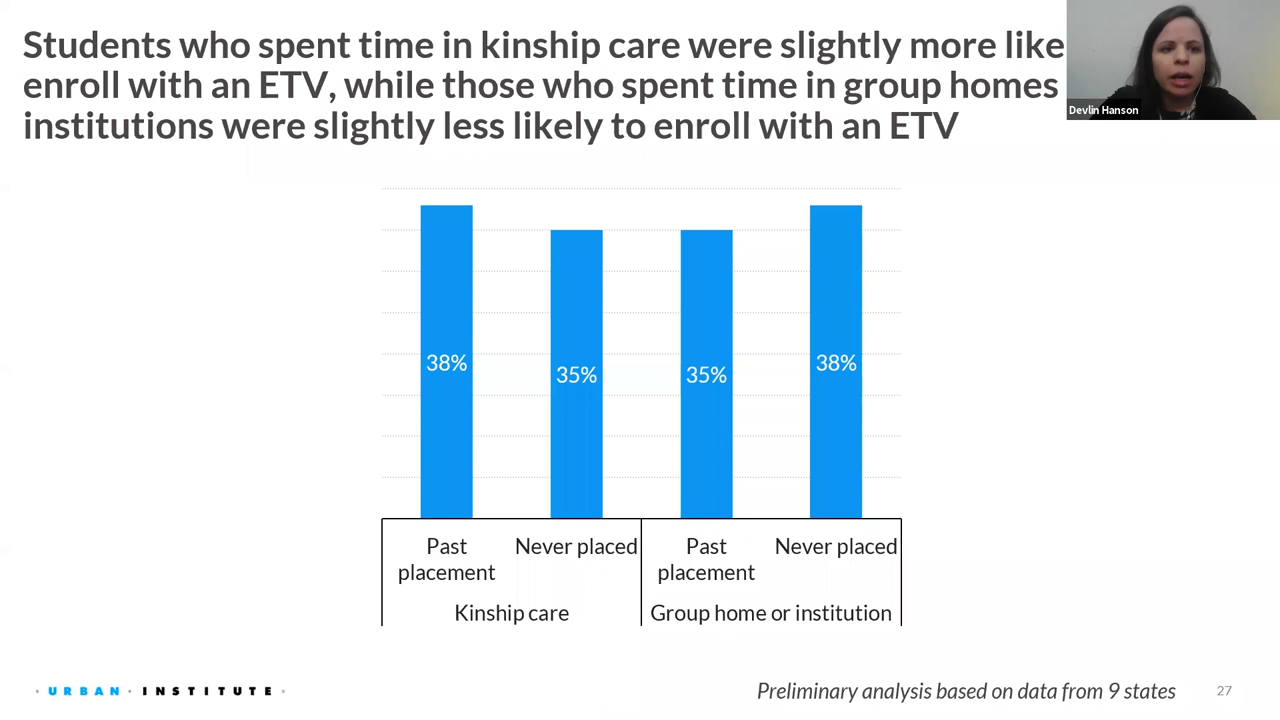 Students who spent time in kinship care were slightly more like
enroll with an ETV, while those who spent time in group homes
institutions were slightly less likely to enroll with an ETV
Devlin Hanson
38%
35%
35%
38%
Past placement
Never placed
Past placement
Never placed
Kinship care
Group home or institution
· URBAN · INSTITUTE ·
Preliminary analysis based on data from 9 states
27